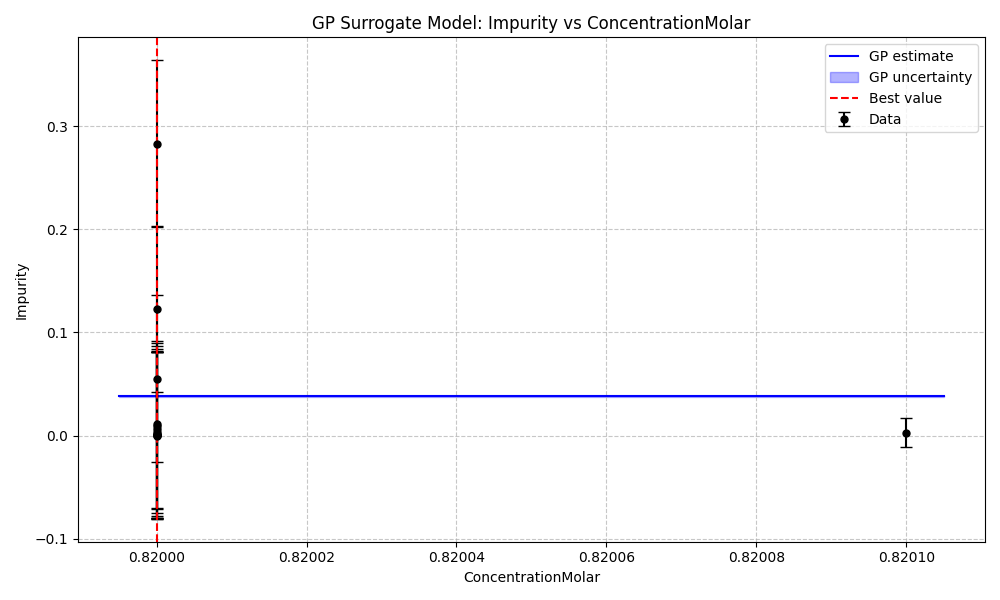 GP Surrogate Model: Impurity vs ConcentrationMolar
GP estimate
GP uncertainty
Best value
Data
Impurity
0.3
0.2
0.1
0.0
−0.1
0.82000
0.82002
0.82004
0.82006
0.82008
0.82010
ConcentrationMolar